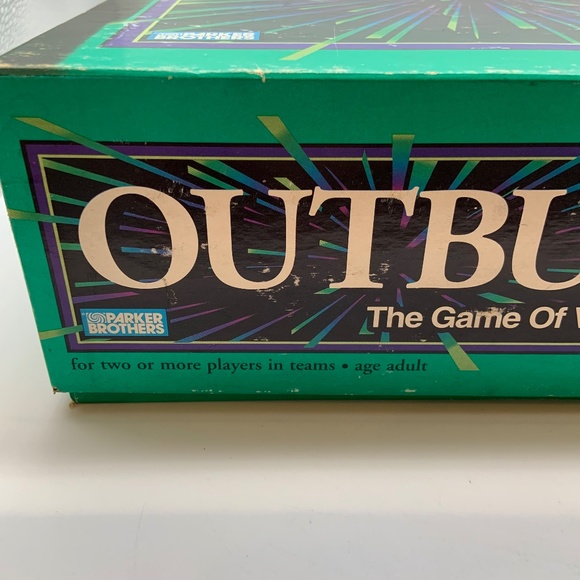 PARKER
BROTHERS
OUTBU
The Game Of
PARKER
BROTHERS
for two or more players in teams • age adult